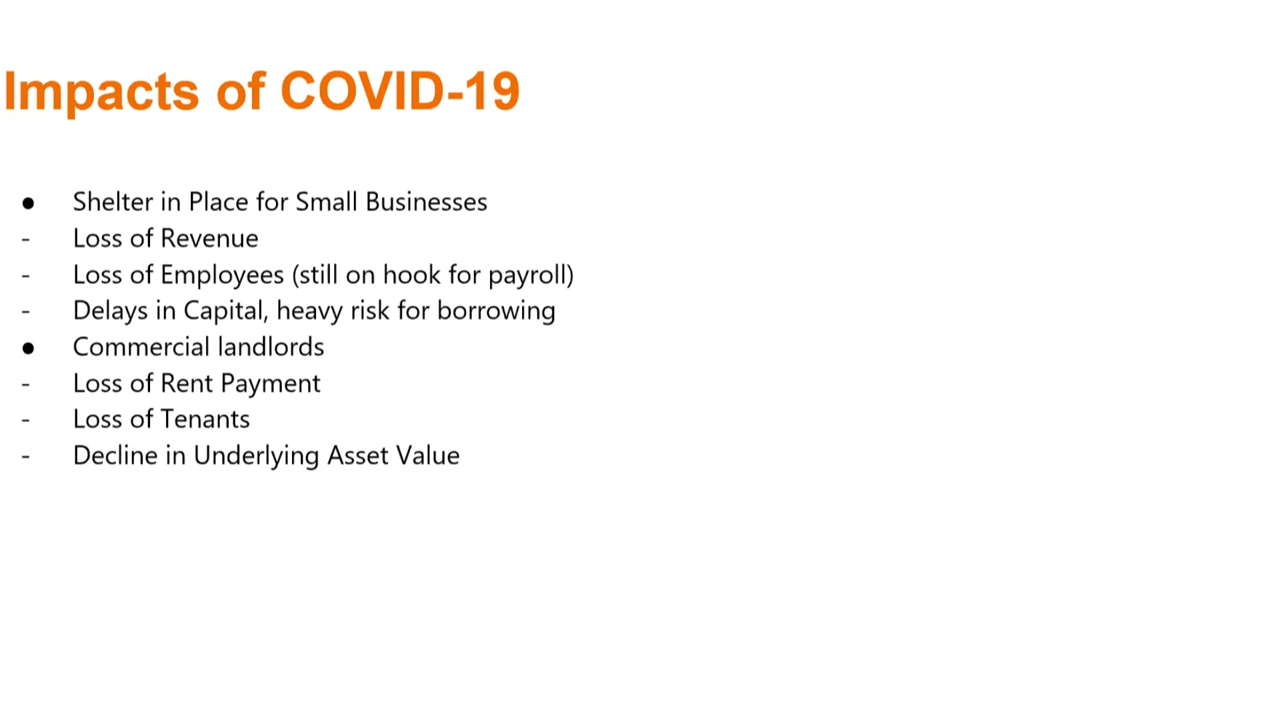 Impacts of COVID-19
● Shelter in Place for Small Businesses
- Loss of Revenue
- Loss of Employees (still on hook for payroll)
- Delays in Capital, heavy risk for borrowing
● Commercial landlords
- Loss of Rent Payment
- Loss of Tenants
- Decline in Underlying Asset Value